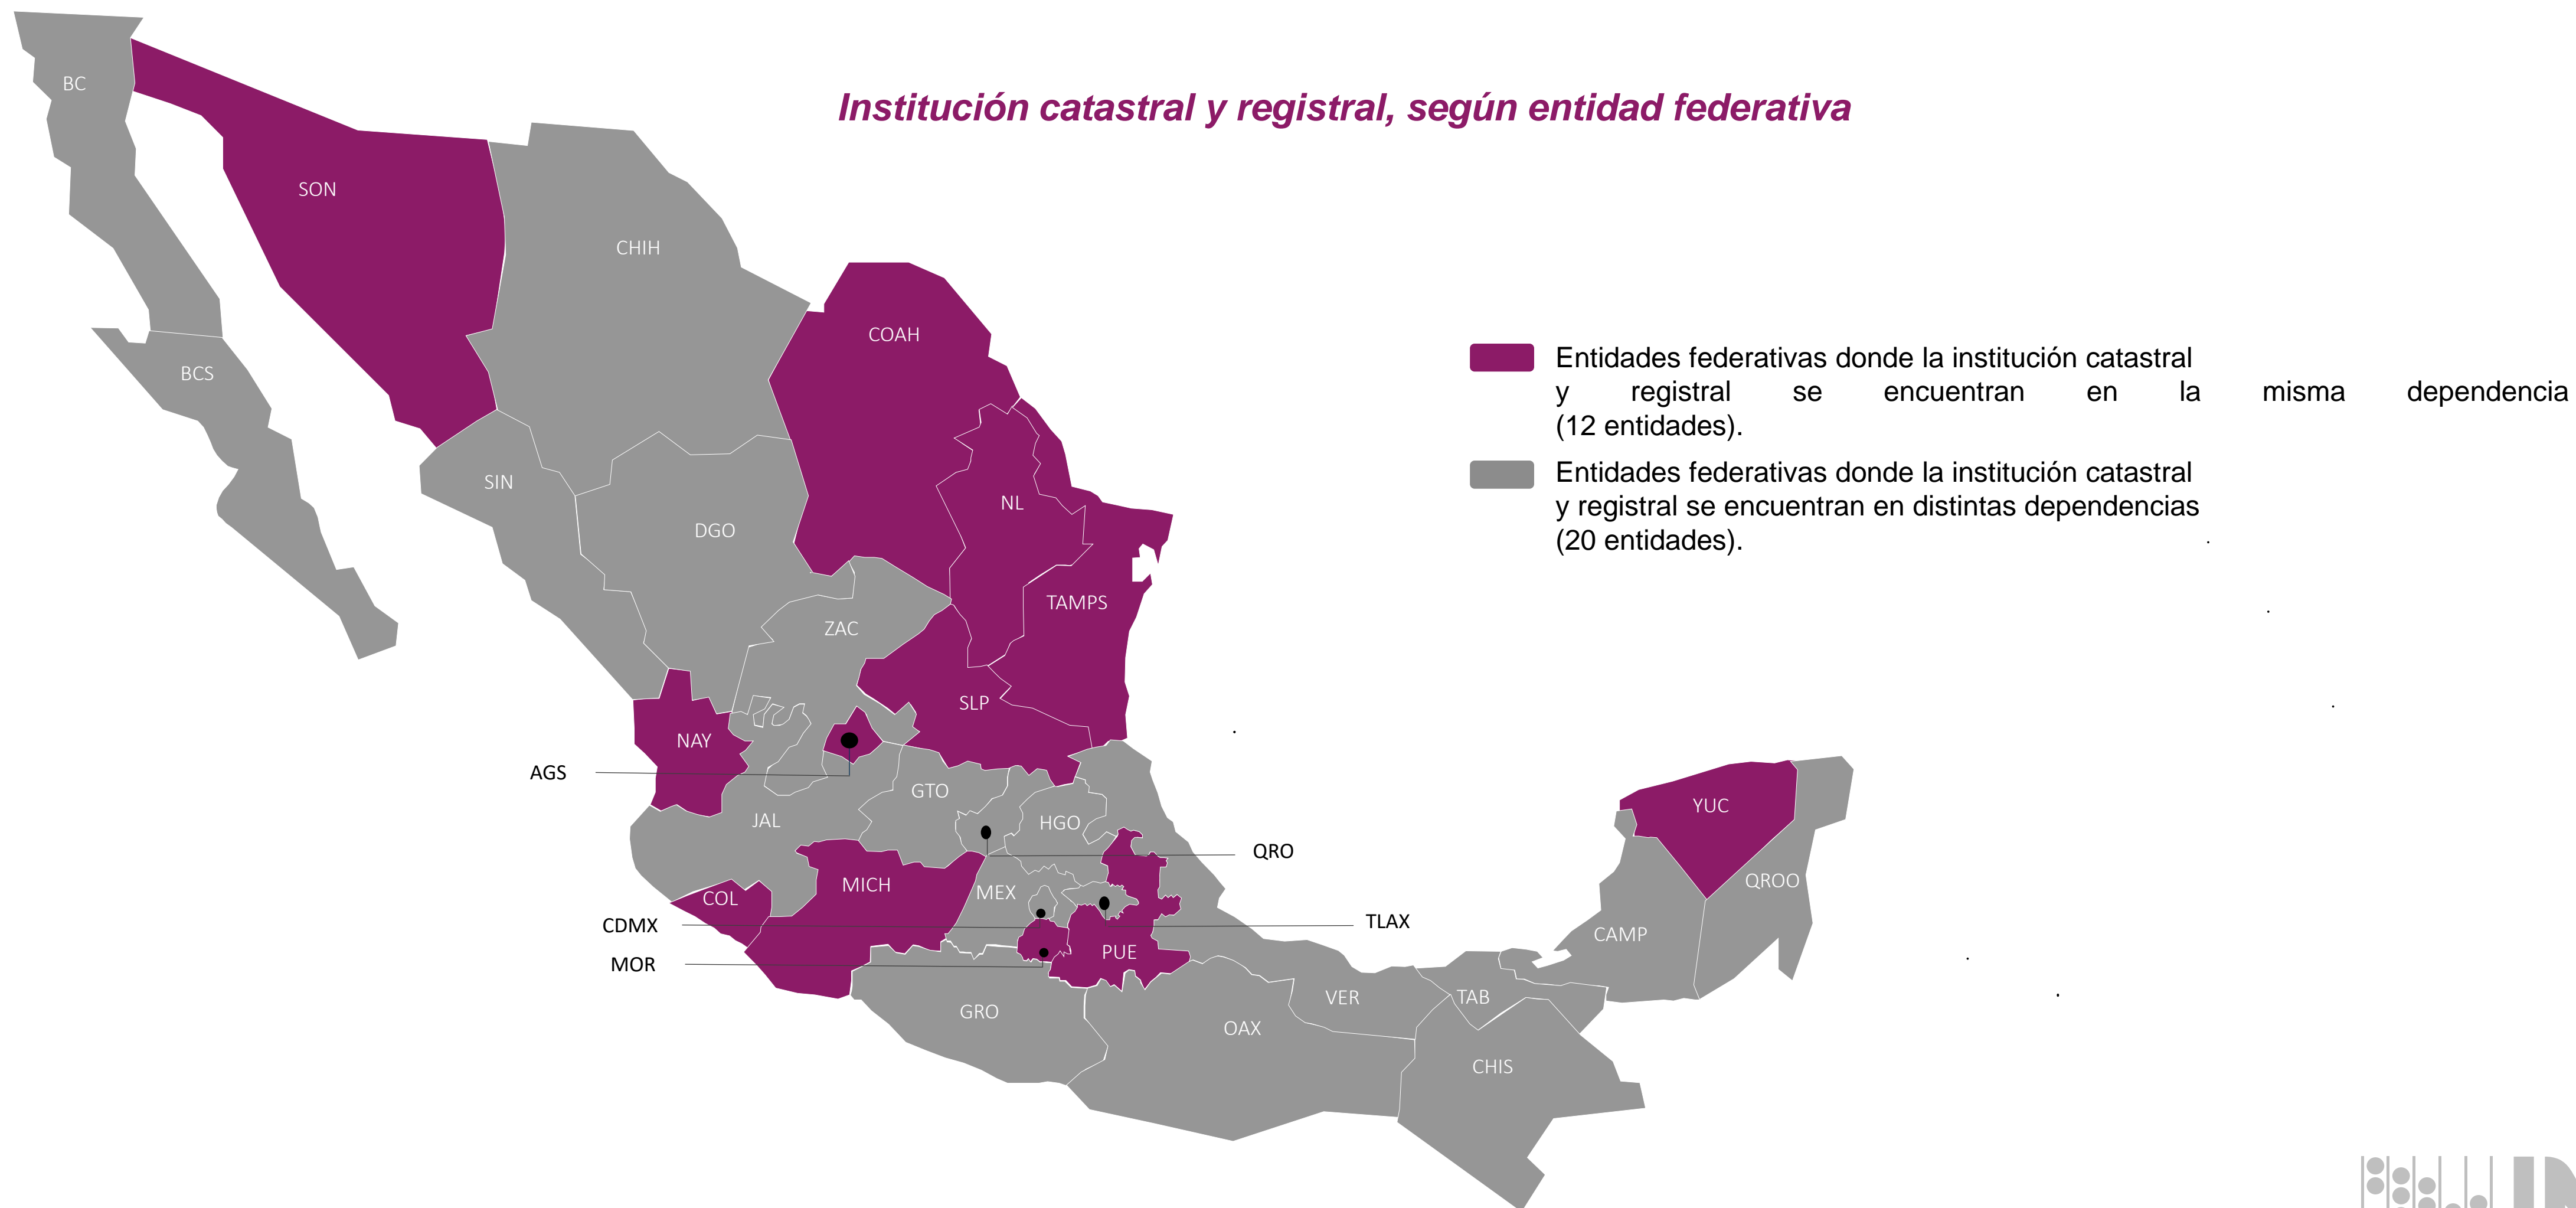 Institución catastral y registral, según entidad federativa
BC
SON
CHIH
COAH
BCS
SIN
NL
DGO
TAMPS
ZAC
SLP
NAY
AGS
GTO
JAL
HGO
QRO
MICH
MEX
COL
CDMX
TLAX
MOR
PUE
GRO
VER
OAX
TAB
CHIS
YUC
QROO
CAMP
Entidades federativas donde la institución catastral
y registral se encuentran en la misma dependencia
(12 entidades).
Entidades federativas donde la institución catastral
y registral se encuentran en distintas dependencias
(20 entidades).